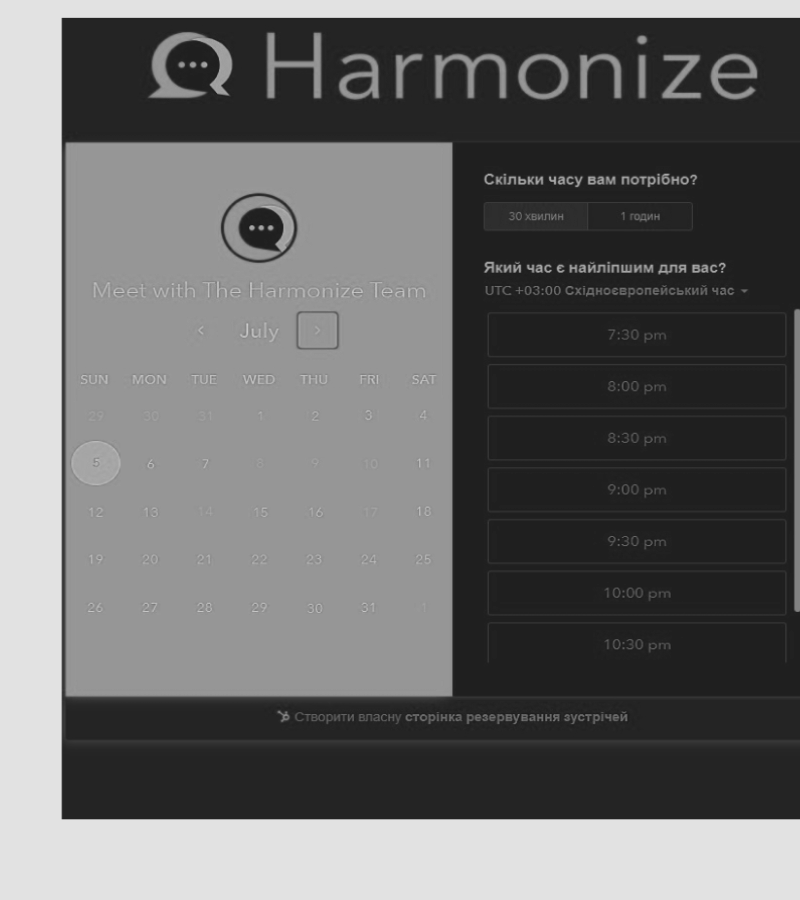 Harmonize
Meet with The Harmonize Team
July
SUN MON TUE WED THU FRI SAT
29 30 31 1 2 3 4
5 6 7 8 9 10 11
12 13 14 15 16 17 18
19 20 21 22 23 24 25
26 27 28 29 30 31 1
Скільки часу вам потрібно?
30 хвилин 1 годин
Який час є найліпшим для вас?
UTC +03:00 Східноєвропейський час
7:30 pm
8:00 pm
8:30 pm
9:00 pm
9:30 pm
10:00 pm
10:30 pm
Створити власну сторінка резервування зустрічей